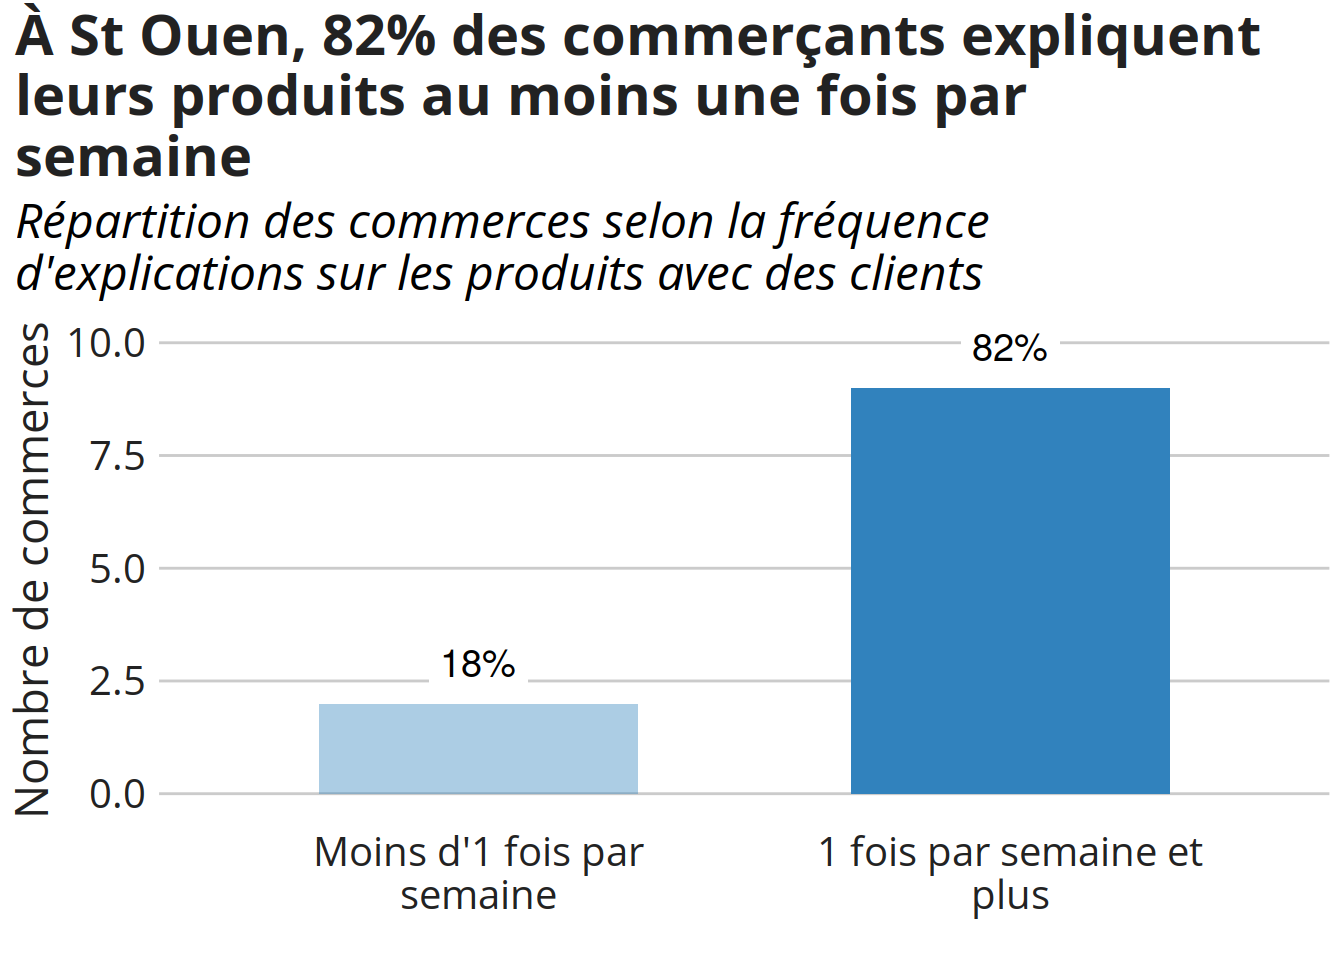 À St Ouen, 82% des commerçants expliquent
leurs produits au moins une fois par
semaine
Répartition des commerces selon la fréquence
d'explications sur les produits avec des clients
Nombre de commerces
10.0
7.5
5.0
2.5
0.0
18%
82%
Moins d'1 fois par
semaine
1 fois par semaine et
plus